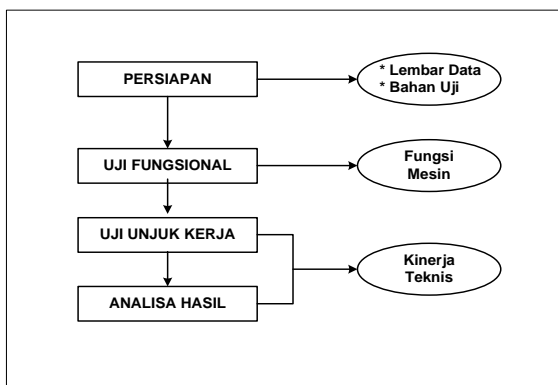 PERSIAPAN
* Lembar Data
* Bahan Uji
UJI FUNGSIONAL
Fungsi
Mesin
UJI UNJUK KERJA
Kinerja
Teknis
ANALISA HASIL